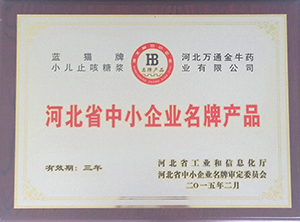 蓝猫牌
小儿止咳糖浆
HB
名牌产品
河北万通金牛药
业有限公司
河北省中小企业名牌产品
有效期：三年
河北省工业和信息化厅
河北省中小企业名牌审定委员会
二〇一五年二月